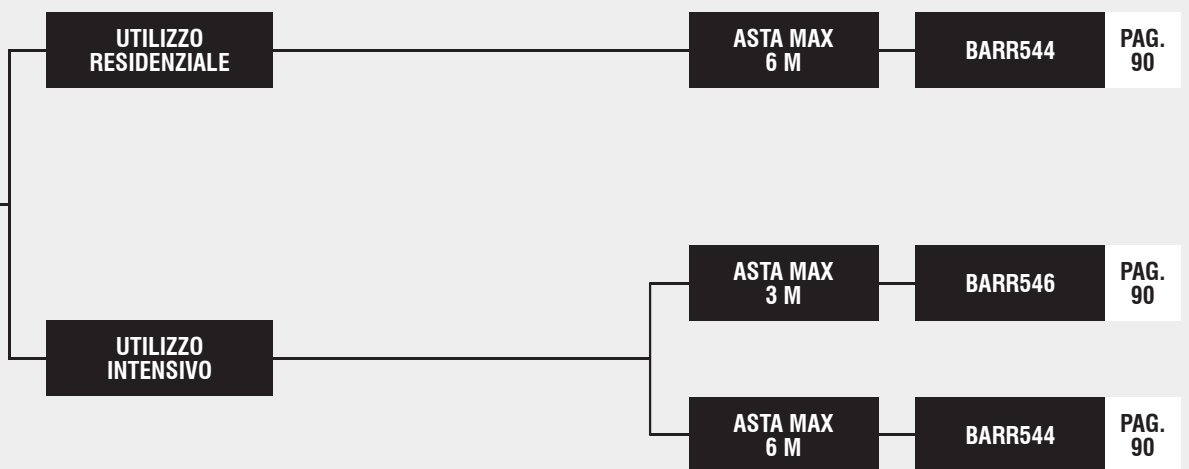 UTILIZZO
RESIDENZIALE
ASTA MAX
6 M
BARR544
PAG.
90
ASTA MAX
3 M
BARR546
PAG.
90
UTILIZZO
INTENSIVO
ASTA MAX
6 M
BARR544
PAG.
90